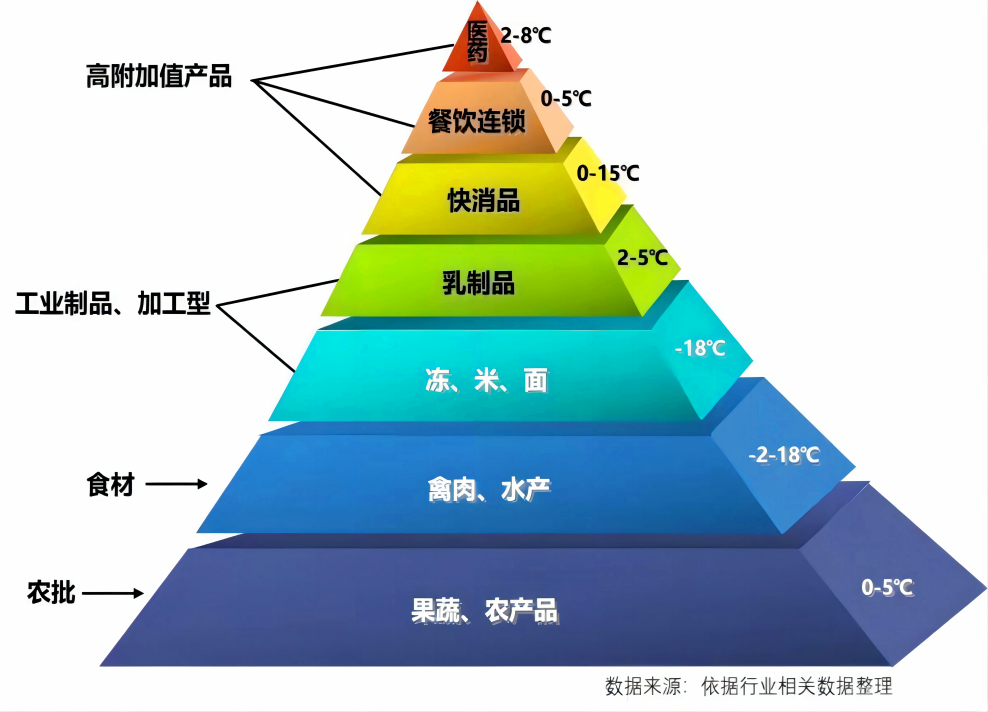 医药
2-8℃
高附加值产品
0-5℃
餐饮连锁
0-15℃
快消品
2-5℃
乳制品
工业制品、加工型
-18℃
冻、米、面
-2-18℃
食材
禽肉、水产
0-5℃
农批
果蔬、农产品
数据来源：依据行业相关数据整理